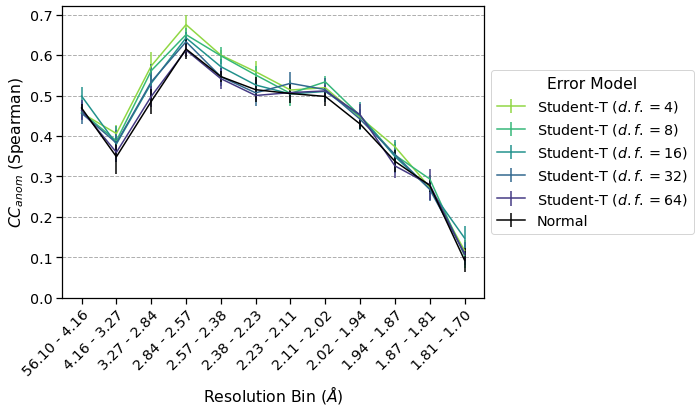 0.7
0.6
0.5
0.4
0.3
0.2
0.1
0.0
CC_anom (Spearman)
56.10 - 4.16
4.16 - 3.27
3.27 - 2.84
2.84 - 2.57
2.57 - 2.38
2.38 - 2.23
2.23 - 2.11
2.11 - 2.02
2.02 - 1.94
1.94 - 1.87
1.87 - 1.81
1.81 - 1.70
Resolution Bin (Å)
Error Model
Student-T (d.f. = 4)
Student-T (d.f. = 8)
Student-T (d.f. = 16)
Student-T (d.f. = 32)
Student-T (d.f. = 64)
Normal